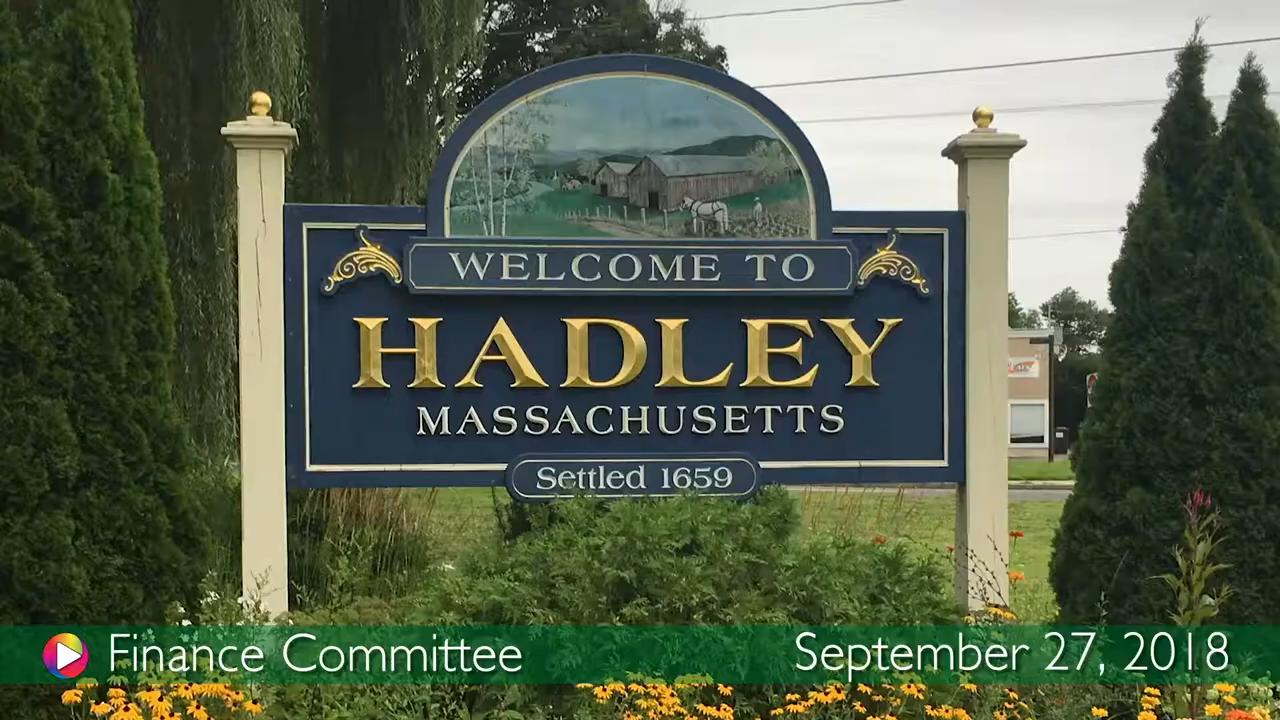 WELCOME TO
HADLEY
MASSACHUSETTS
Settled 1659
Finance Committee
September 27, 2018